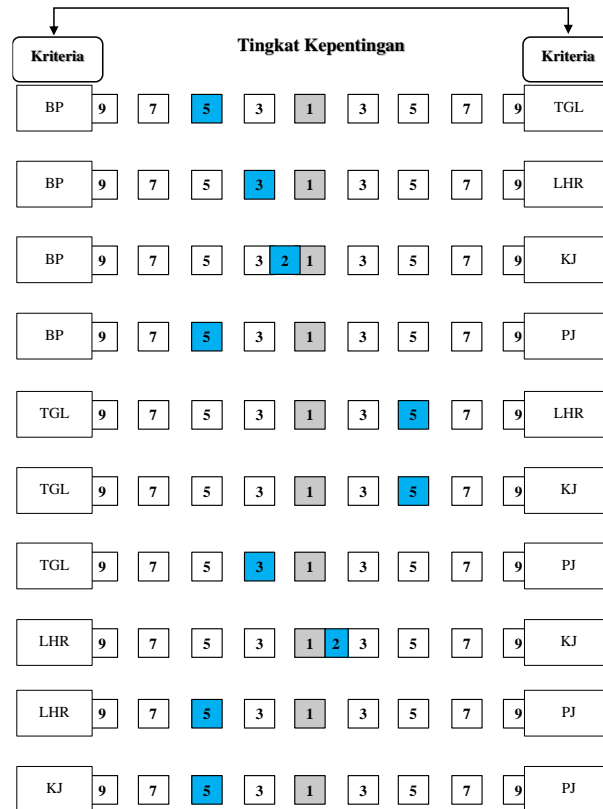 Kriteria Tingkat Kepentingan Kriteria
BP 9 7 5 3 1 3 5 7 9 TGL
BP 9 7 5 3 1 3 5 7 9 LHR
BP 9 7 5 3 2 1 3 5 7 9 KJ
BP 9 7 5 3 1 3 5 7 9 PJ
TGL 9 7 5 3 1 3 5 7 9 LHR
TGL 9 7 5 3 1 3 5 7 9 KJ
TGL 9 7 5 3 1 3 5 7 9 PJ
LHR 9 7 5 3 1 2 3 5 7 9 KJ
LHR 9 7 5 3 1 3 5 7 9 PJ
KJ 9 7 5 3 1 3 5 7 9 PJ